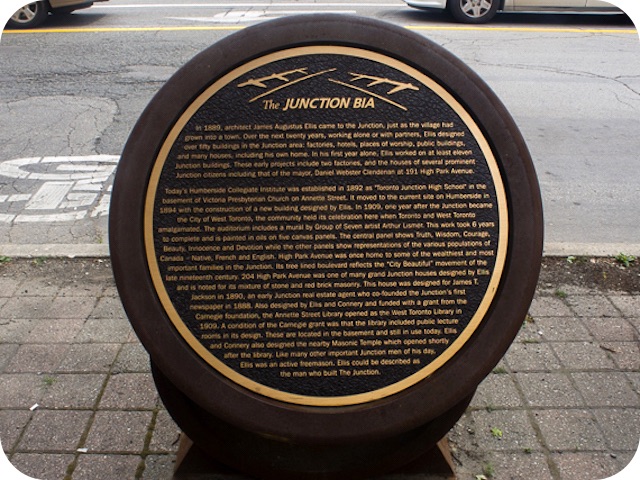 The JUNCTION BIA
In 1889, architect James Augustus Ellis came to the Junction, just as the village had
grown into a town. Over the next twenty years, working alone or with partners, Ellis designed
over fifty buildings in the Junction area: factories, hotels, places of worship, public buildings,
and many houses, including his own home. In his first year alone, Ellis worked on at least eleven
Junction buildings. These early projects include two factories, and the houses of several prominent
Junction citizens including that of the mayor, Daniel Webster Clendenan at 191 High Park Avenue.
Today's Humberside Collegiate Institute was established in 1892 as "Toronto Junction High School" in the
basement of Victoria Presbyterian Church on Annette Street. It moved to the current site on Humberside in
1894 with the construction of a new building designed by Ellis. In 1909, one year after the Junction became
the City of West Toronto, the community held its celebration here when Toronto and West Toronto
amalgamated. The auditorium includes a mural by Group of Seven artist Arthur Lismer. This work took 6 years
to complete and is painted in oils on five canvas panels. The central panel shows Truth, Wisdom, Courage,
Beauty, Innocence and Devotion while the other panels show representations of the various populations of
Canada - Native, French and English. High Park Avenue was once home to some of the wealthiest and most
important families in the Junction. Its tree lined boulevard reflects the "City Beautiful" movement of the
late nineteenth century. 204 High Park Avenue was one of many grand Junction houses designed by Ellis
and is noted for its mixture of stone and red brick masonry. This house was designed for James T.
Jackson in 1890, an early Junction real estate agent who co-founded the Junction's first
newspaper in 1888. Also designed by Ellis and Connery and funded with a grant from the
Carnegie foundation, the Annette Street Library opened as the West Toronto Library in
1909. A condition of the Carnegie grant was that the library included public lecture
rooms in its design. These are located in the basement and still in use today. Ellis
and Connery also designed the nearby Masonic Temple which opened shortly
after the library. Like many other important Junction men of his day,
Ellis was an active freemason. Ellis could be described as
the man who built The Junction.